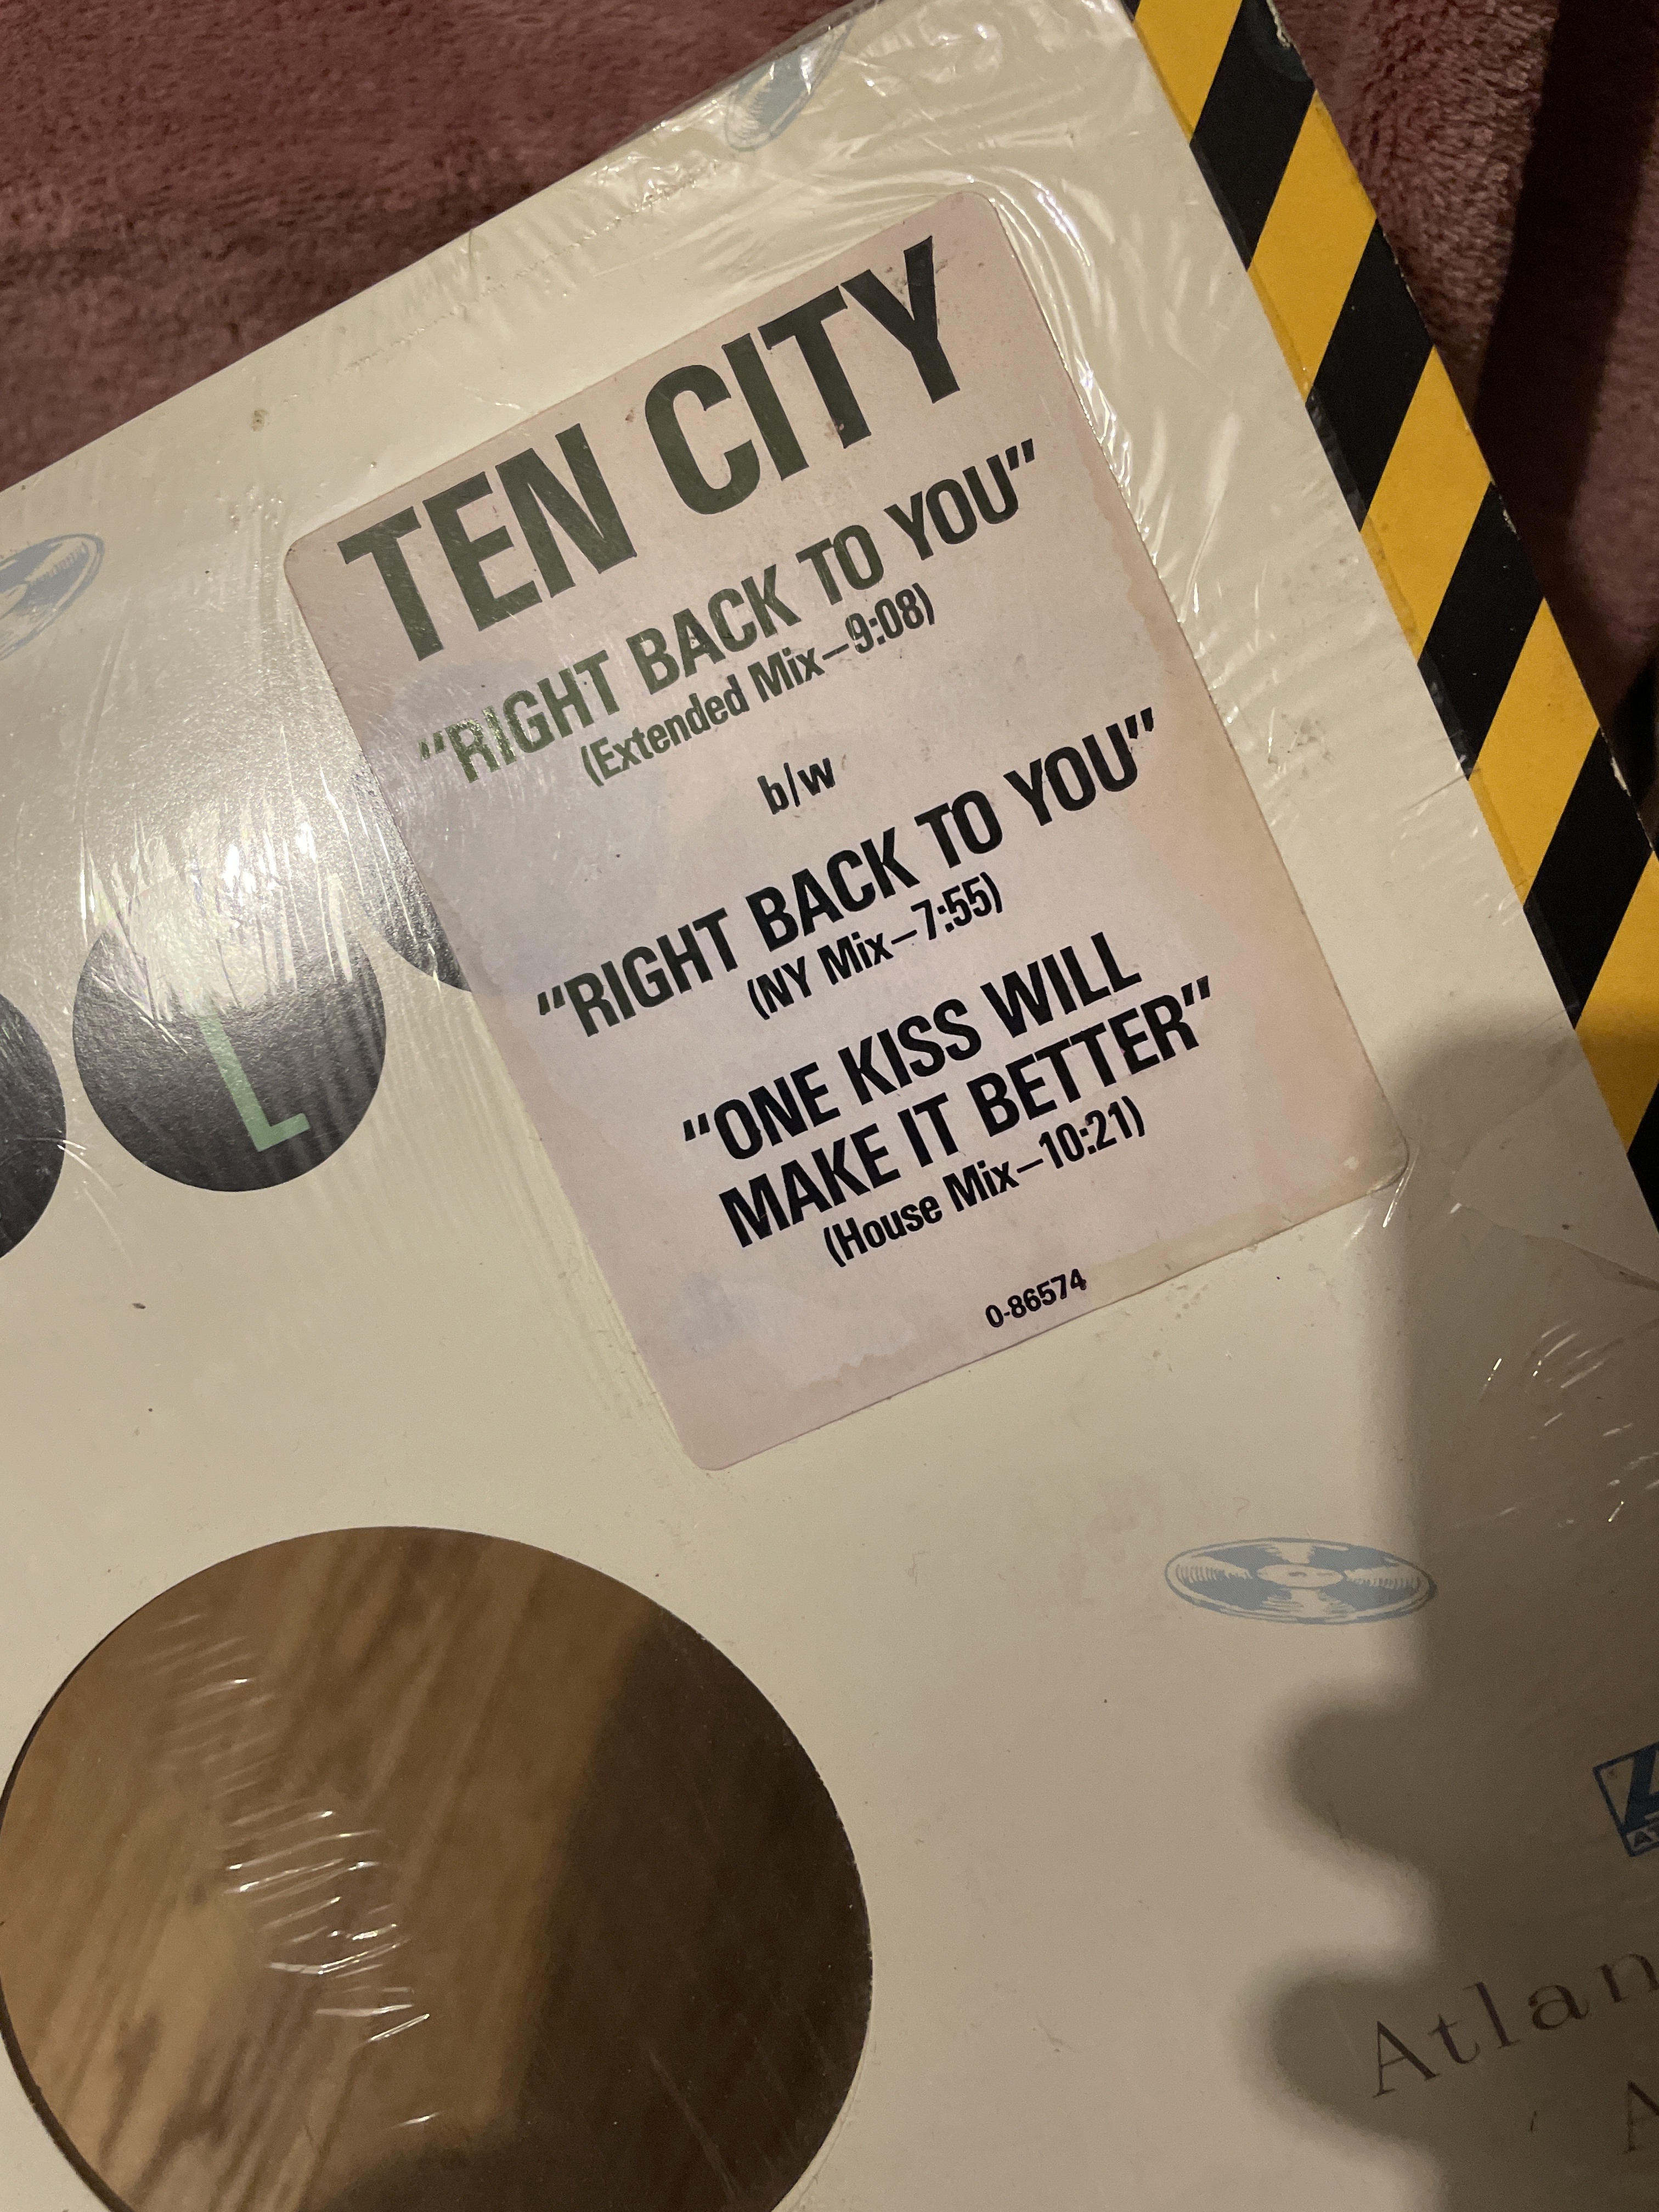 TEN CITY
"RIGHT BACK TO YOU"
(Extended Mix—9:08)
b/w
"RIGHT BACK TO YOU"
(NY Mix—7:55)
"ONE KISS WILL
MAKE IT BETTER"
(House Mix—10:21)
0-86574
L
Atlan
A